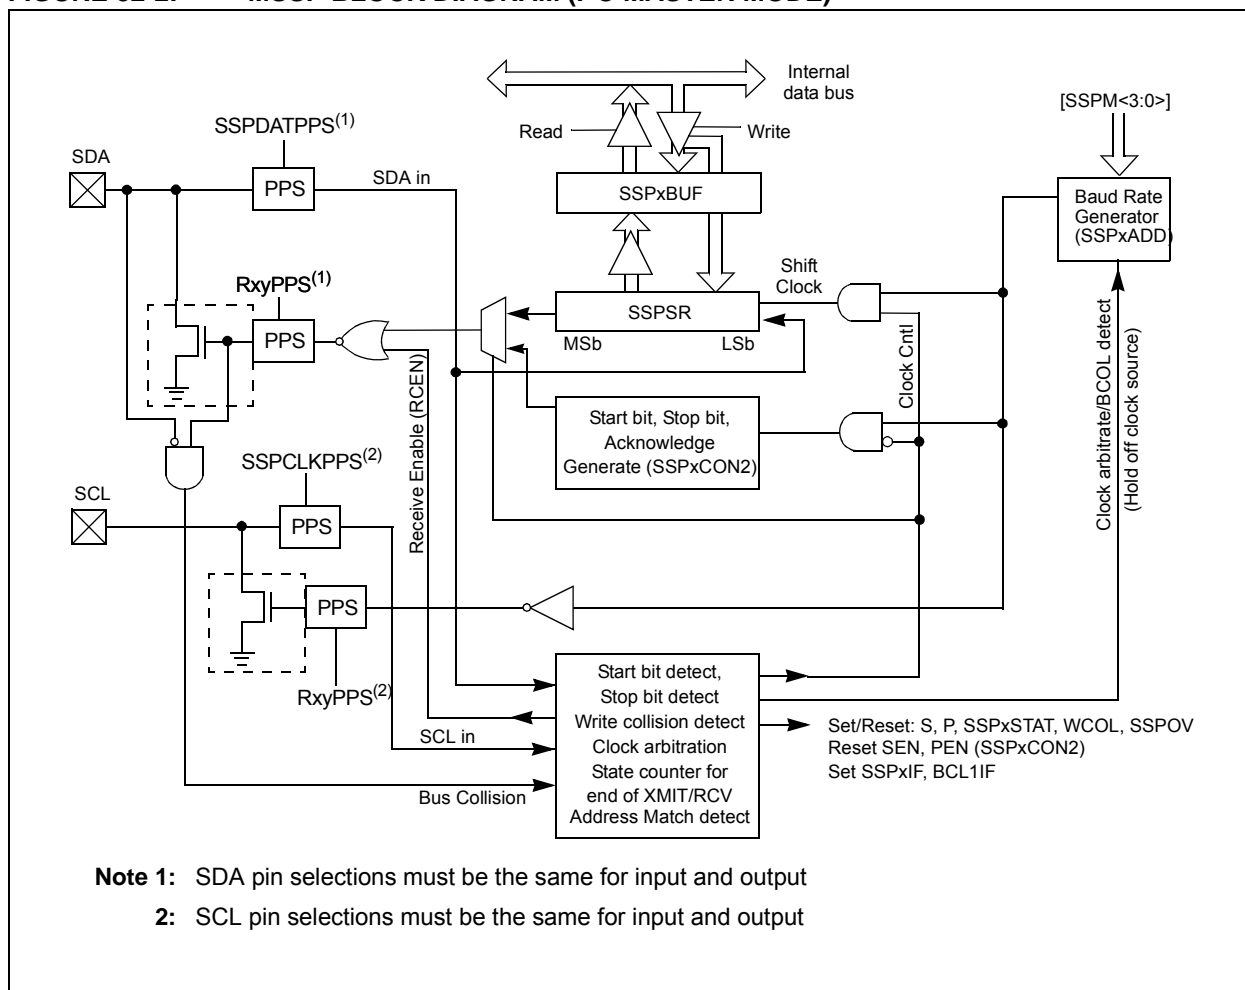 Internal
data bus
[SSPM<3:0>]
SSPDATPPS(1)
Read
Write
SDA
PPS
SDA in
SSPxBUF
Baud Rate
Generator
(SSPxADD)
RxyPPS(1)
Shift
Clock
PPS
SSPSR
MSb
LSb
Clock Cntl
Receive Enable (RCEN)
Clock arbitrate/BCOL detect
(Hold off clock source)
Start bit, Stop bit,
Acknowledge
Generate (SSPxCON2)
SSPCLKPPS(2)
SCL
PPS
PPS
RxyPPS(2)
Start bit detect,
Stop bit detect
Write collision detect
Clock arbitration
State counter for
end of XMIT/RCV
Address Match detect
SCL in
Bus Collision
Set/Reset: S, P, SSPxSTAT, WCOL, SSPOV
Reset SEN, PEN (SSPxCON2)
Set SSPxIF, BCL1IF
Note 1: SDA pin selections must be the same for input and output
2: SCL pin selections must be the same for input and output